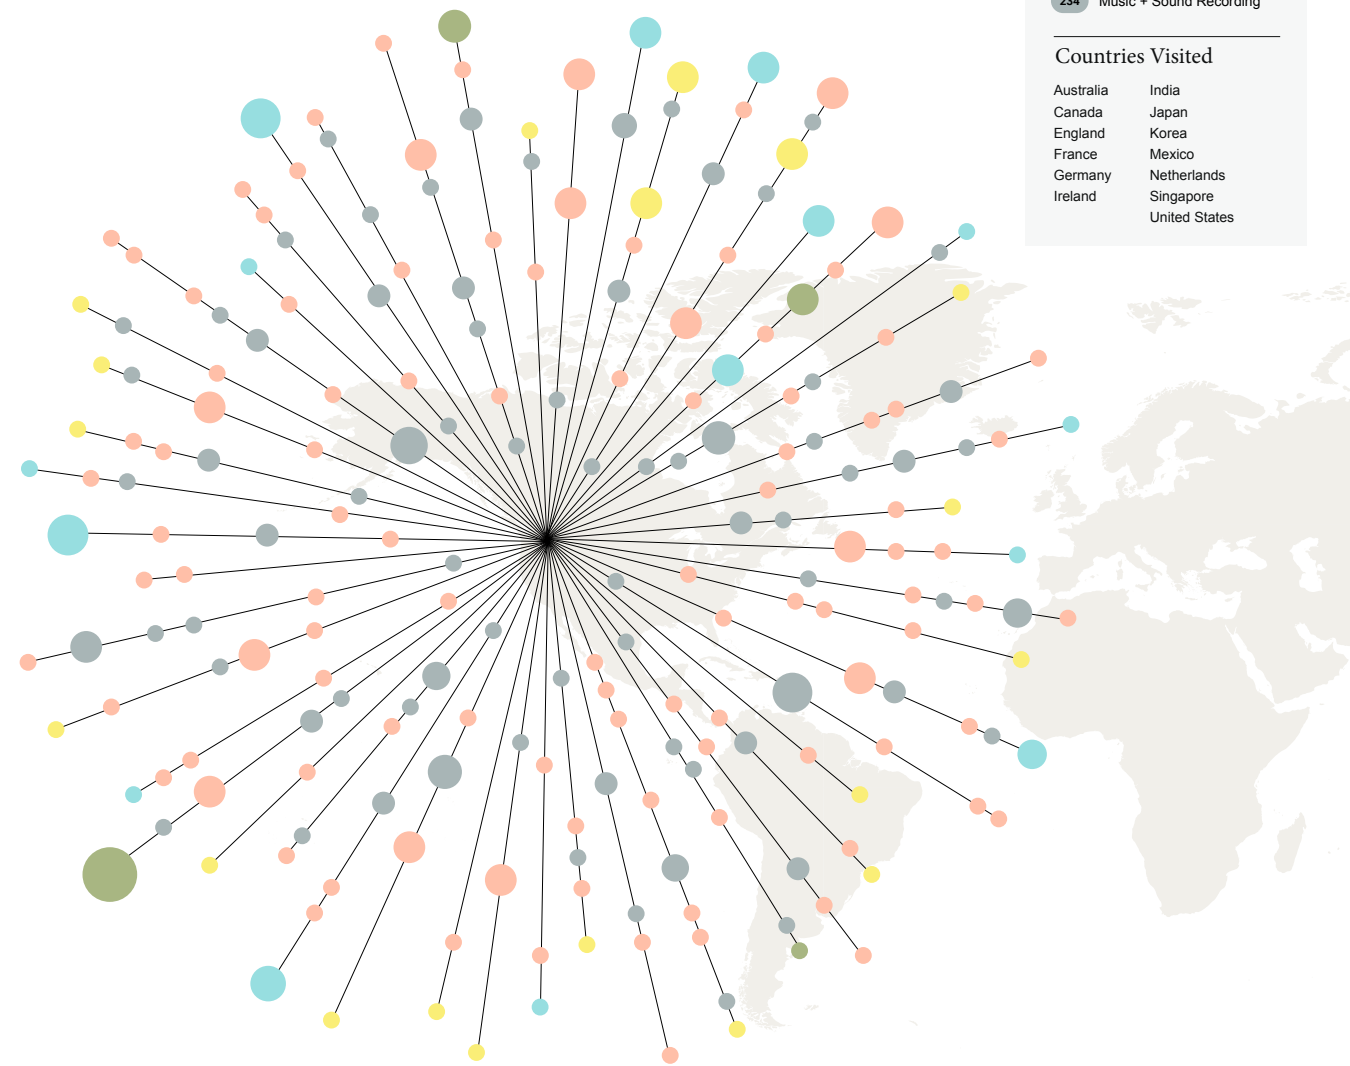 234 Music + Sound Recording
Countries Visited
Australia
Canada
England
France
Germany
Ireland
India
Japan
Korea
Mexico
Netherlands
Singapore
United States